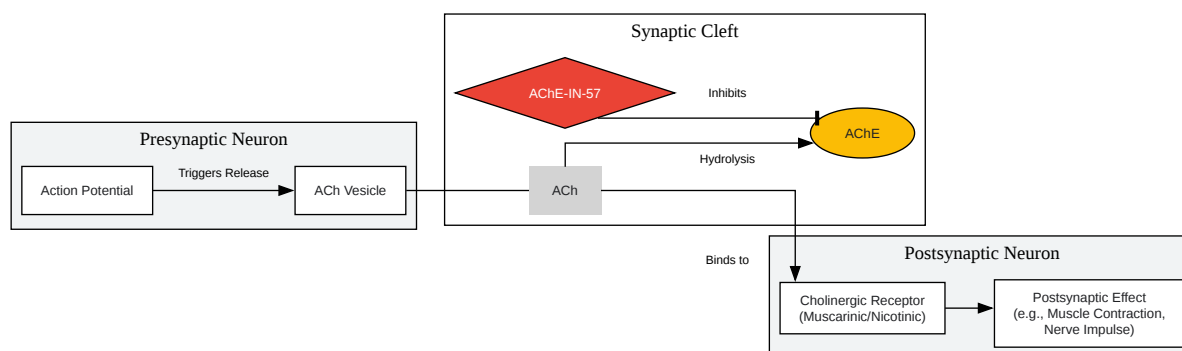 Synaptic Cleft
AChE-IN-57
Inhibits
AChE
Presynaptic Neuron
Hydrolysis
Triggers Release
Action Potential
ACh Vesicle
ACh
Postsynaptic Neuron
Binds to
Cholinergic Receptor
(Muscarinic/Nicotinic)
Postsynaptic Effect
(e.g., Muscle Contraction,
Nerve Impulse)